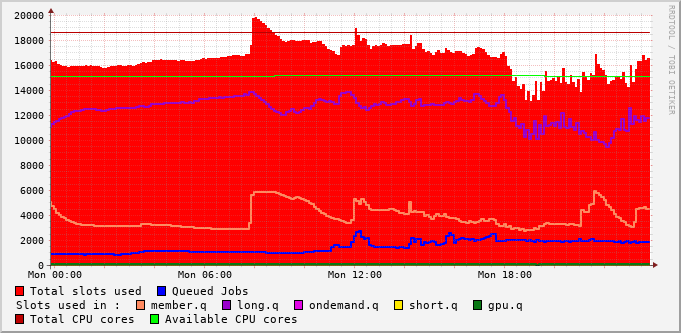 20000
18000
16000
14000
12000
10000
8000
6000
4000
2000
0
Mon 00:00 Mon 06:00 Mon 12:00 Mon 18:00
RRDTOOL / TOBI OETIKER
Total slots used Queued Jobs
Slots used in : member.q long.q ondemand.q short.q gpu.q
Total CPU cores Available CPU cores